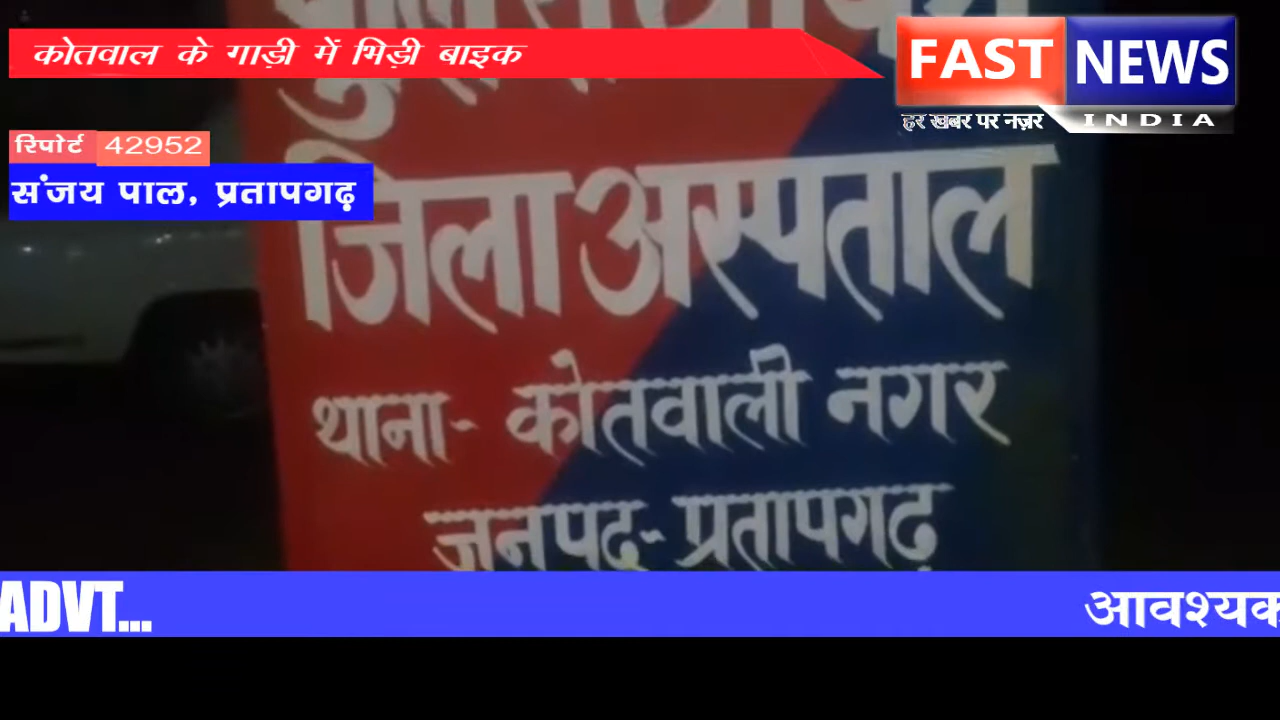 कोतवाल के गाड़ी में भिड़ी बाइक
FAST NEWS
हर खबर पर नज़र INDIA
रिपोर्ट 42952
संजय पाल, प्रतापगढ़
जिला अस्पताल
थाना- कोतवाली नगर
जनपद- प्रतापगढ़
ADVT... आवश्यक